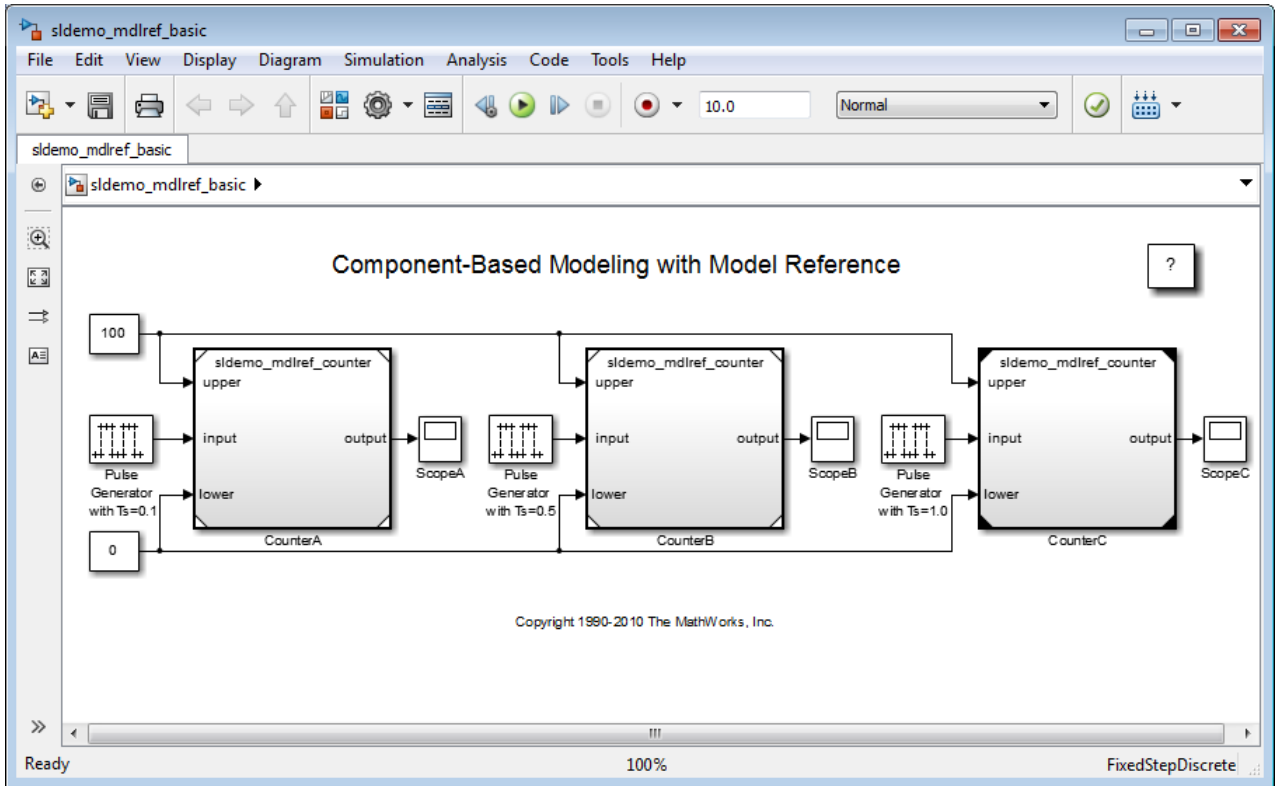 sldemo_mdlref_basic
File Edit View Display Diagram Simulation Analysis Code Tools Help
10.0 Normal
sldemo_mdlref_basic
sldemo_mdlref_basic
Component-Based Modeling with Model Reference
?
100
sldemo_mdlref_counter
upper
input
output
lower
CounterA
ScopeA
Pulse
Generator
with Ts=0.1
0
sldemo_mdlref_counter
upper
input
output
lower
CounterB
ScopeB
Pulse
Generator
with Ts=0.5
sldemo_mdlref_counter
upper
input
output
lower
CounterC
ScopeC
Pulse
Generator
with Ts=1.0
Copyright 1990-2010 The MathWorks, Inc.
Ready 100% FixedStepDiscrete